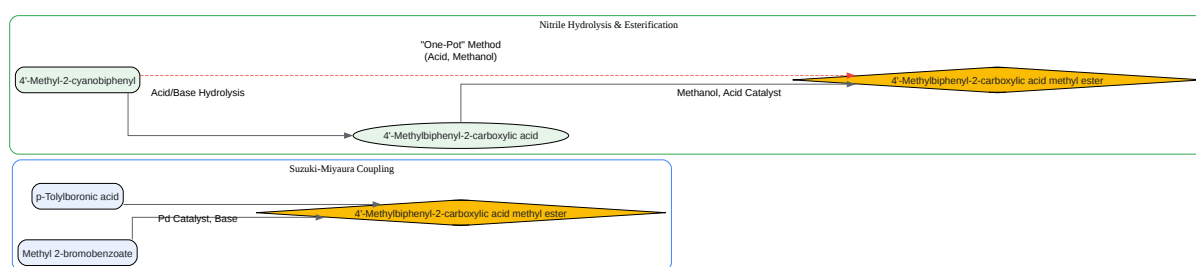 Nitrile Hydrolysis & Esterification
"One-Pot" Method
(Acid, Methanol)
4'-Methyl-2-cyanobiphenyl
4'-Methylbiphenyl-2-carboxylic acid methyl ester
Acid/Base Hydrolysis
Methanol, Acid Catalyst
4'-Methylbiphenyl-2-carboxylic acid
Suzuki-Miyaura Coupling
p-Tolylboronic acid
4'-Methylbiphenyl-2-carboxylic acid methyl ester
Pd Catalyst, Base
Methyl 2-bromobenzoate